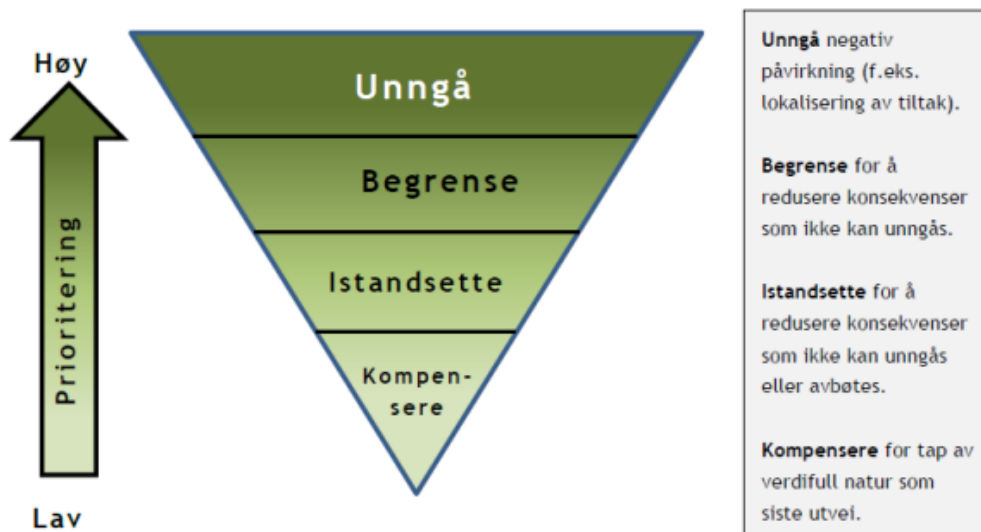 Høy
Prioritering
Lav
Unngå
Begrense
Istandsette
Kompen-
sere
Unngå negativ
påvirkning (f.eks.
lokalisering av tiltak).
Begrense for å
redusere konsekvenser
som ikke kan unngås.
Istandsette for å
redusere konsekvenser
som ikke kan unngås
eller avbøtes.
Kompensere for tap av
verdifull natur som
siste utvei.